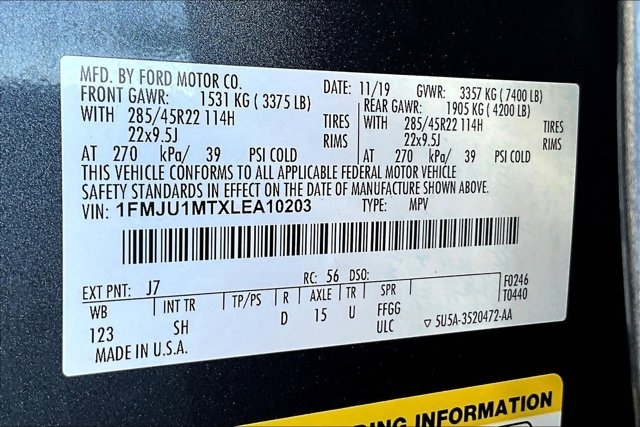 MFD. BY FORD MOTOR CO. DATE: 11/19 GVWR: 3357 KG ( 7400 LB)
FRONT GAWR: 1531 KG ( 3375 LB) REAR GAWR: 1905 KG ( 4200 LB)
WITH 285/45R22 114H TIRES WITH 285/45R22 114H TIRES
22x9.5J RIMS 22x9.5J RIMS
AT 270 kPa/ 39 PSI COLD AT 270 kPa/ 39 PSI COLD
THIS VEHICLE CONFORMS TO ALL APPLICABLE FEDERAL MOTOR VEHICLE
SAFETY STANDARDS IN EFFECT ON THE DATE OF MANUFACTURE SHOWN ABOVE.
VIN: 1FMJU1MTXLEA10203 TYPE: MPV
EXT PNT: J7 RC: 56 DSO: F0246
WB INT TR TP/PS R AXLE TR SPR T0440
123 SH D 15 U FFGG
ULC ▽ 5U5A-3520472-AA
MADE IN U.S.A.
ING INFORMATION